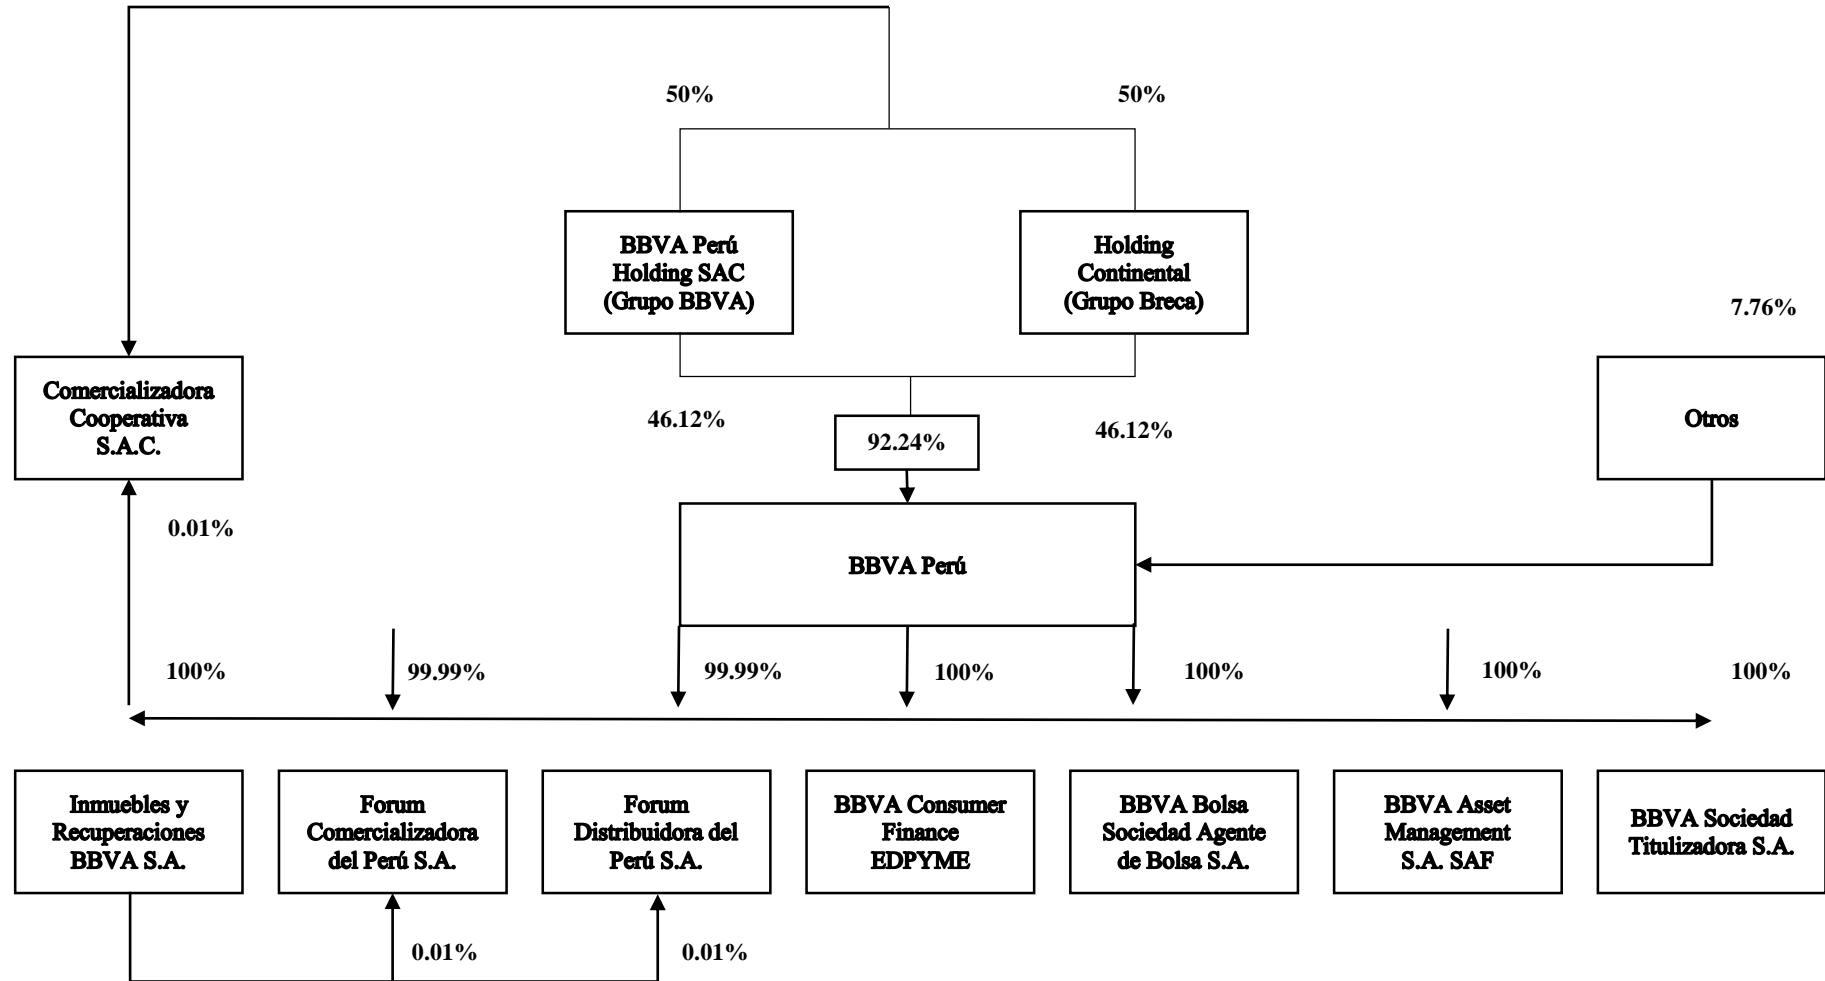 50%
50%
BBVA Perú
Holding SAC
(Grupo BBVA)
Holding
Continental
(Grupo Breca)
7.76%
Comercializadora
Cooperativa
S.A.C.
46.12%
92.24%
46.12%
Otros
0.01%
BBVA Perú
100%
99.99%
99.99%
100%
100%
100%
100%
Inmuebles y
Recuperaciones
BBVA S.A.
Forum
Comercializadora
del Perú S.A.
Forum
Distribuidora del
Perú S.A.
BBVA Consumer
Finance
EDPYME
BBVA Bolsa
Sociedad Agente
de Bolsa S.A.
BBVA Asset
Management
S.A. SAF
BBVA Sociedad
Titulizadora S.A.
0.01%
0.01%